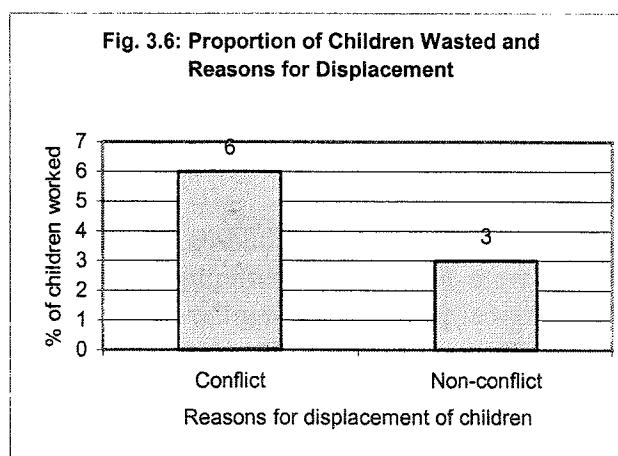 Fig. 3.6: Proportion of Children Wasted and
Reasons for Displacement
% of children worked
7
6
5
4
3
2
1
0
6
3
Conflict
Non-conflict
Reasons for displacement of children